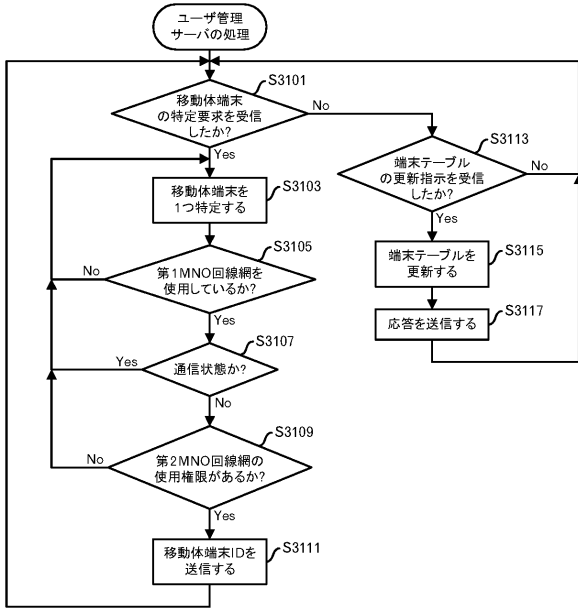 ユーザ管理
サーバの処理
S3101
移動体端末
の特定要求を受信
したか?
No
Yes
S3113
端末テーブル
の更新指示を受信
したか?
No
Yes
S3103
移動体端末を
1つ特定する
S3105
第1MNO回線網を
使用しているか?
No
Yes
S3115
端末テーブルを
更新する
S3117
応答を送信する
S3107
通信状態か?
Yes
No
S3109
第2MNO回線網の
使用権限があるか?
No
Yes
S3111
移動体端末IDを
送信する